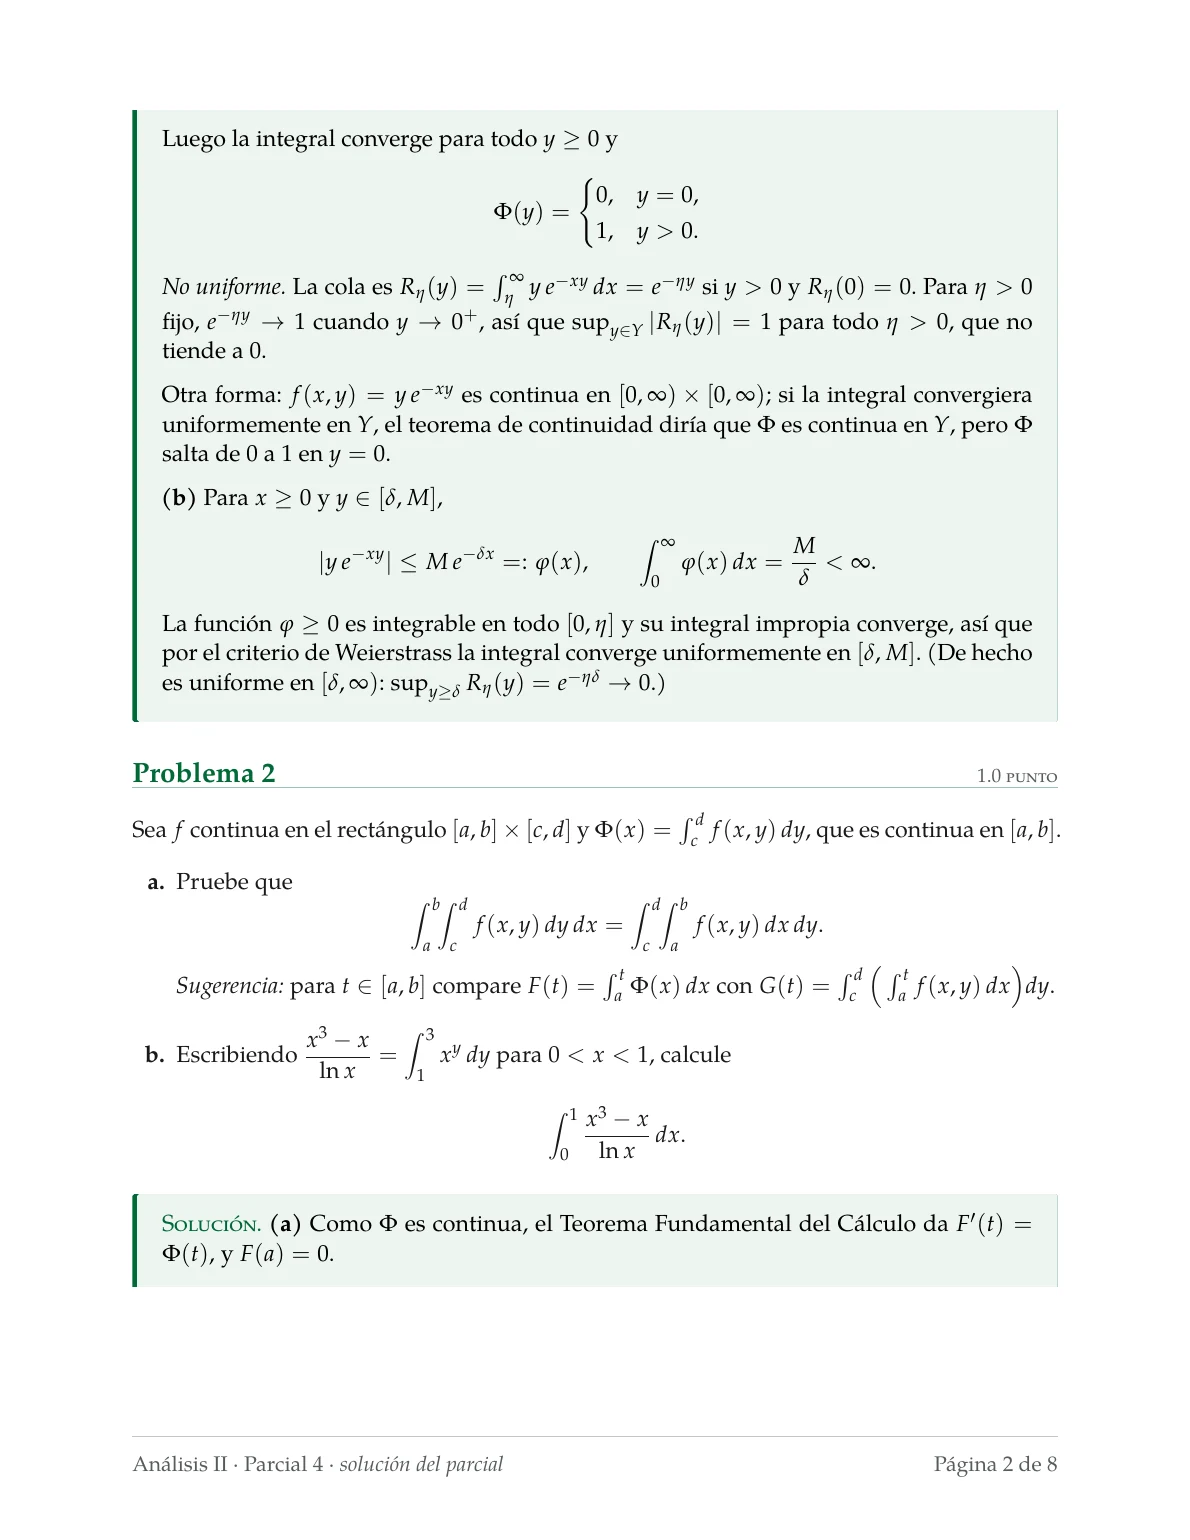 Luego la integral converge para todo y ≥ 0 y
Φ(y) = { 0, y = 0,
1, y > 0.
No uniforme. La cola es R_η(y) = ∫_η^∞ y e^{−xy} dx = e^{−ηy} si y > 0 y R_η(0) = 0. Para η > 0
fijo, e^{−ηy} → 1 cuando y → 0⁺, así que sup_{y∈Y} |R_η(y)| = 1 para todo η > 0, que no
tiende a 0.
Otra forma: f(x, y) = y e^{−xy} es continua en [0, ∞) × [0, ∞); si la integral convergiera
uniformemente en Y, el teorema de continuidad diría que Φ es continua en Y, pero Φ
salta de 0 a 1 en y = 0.
(b) Para x ≥ 0 y y ∈ [δ, M],
|y e^{−xy}| ≤ M e^{−δx} =: φ(x), ∫_0^∞ φ(x) dx = M/δ < ∞.
La función φ ≥ 0 es integrable en todo [0, η] y su integral impropia converge, así que
por el criterio de Weierstrass la integral converge uniformemente en [δ, M]. (De hecho
es uniforme en [δ, ∞): sup_{y≥δ} R_η(y) = e^{−ηδ} → 0.)
Problema 2 1.0 PUNTO
Sea f continua en el rectángulo [a, b] × [c, d] y Φ(x) = ∫_c^d f(x, y) dy, que es continua en [a, b].
a. Pruebe que
∫_a^b ∫_c^d f(x, y) dy dx = ∫_c^d ∫_a^b f(x, y) dx dy.
Sugerencia: para t ∈ [a, b] compare F(t) = ∫_a^t Φ(x) dx con G(t) = ∫_c^d (∫_a^t f(x, y) dx) dy.
b. Escribiendo (x³ − x)/(ln x) = ∫_1^3 x^y dy para 0 < x < 1, calcule
∫_0^1 (x³ − x)/(ln x) dx.
SOLUCIÓN. (a) Como Φ es continua, el Teorema Fundamental del Cálculo da F′(t) =
Φ(t), y F(a) = 0.
Análisis II · Parcial 4 · solución del parcial Página 2 de 8